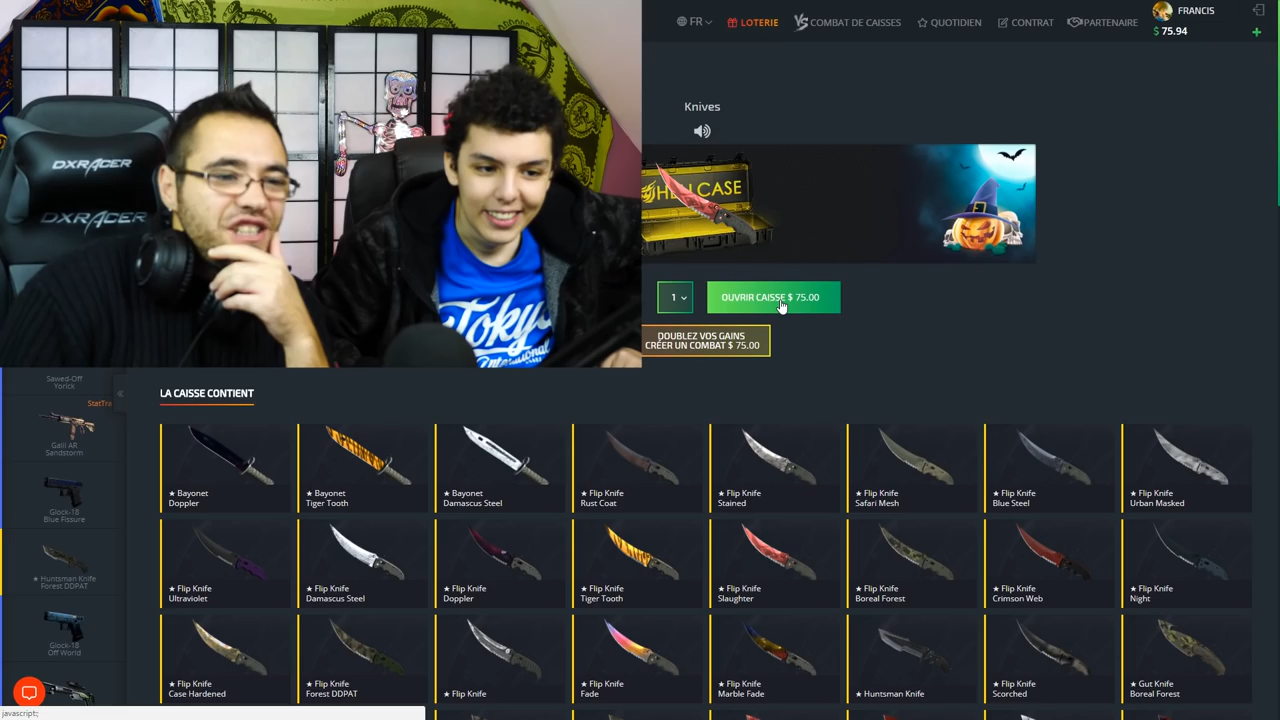 FR
LOTERIE
VS COMBAT DE CAISSES
QUOTIDIEN
CONTRAT
PARTENAIRE
FRANCIS
$ 75.94
Knives
DXRACER
DXRACER
HELLCASE
Tokyo
International
1
OUVRIR CAISSE $ 75.00
DOUBLEZ VOS GAINS
CRÉER UN COMBAT $ 75.00
LA CAISSE CONTIENT
Sawed-Off
Yorick
StatTra
Galil AR
Sandstorm
Glock-18
Blue Fissure
★ Huntsman Knife
Forest DDPAT
Glock-18
Off World
★ Bayonet
Doppler
★ Bayonet
Tiger Tooth
★ Bayonet
Damascus Steel
★ Flip Knife
Rust Coat
★ Flip Knife
Stained
★ Flip Knife
Safari Mesh
★ Flip Knife
Blue Steel
★ Flip Knife
Urban Masked
★ Flip Knife
Ultraviolet
★ Flip Knife
Damascus Steel
★ Flip Knife
Doppler
★ Flip Knife
Tiger Tooth
★ Flip Knife
Slaughter
★ Flip Knife
Boreal Forest
★ Flip Knife
Crimson Web
★ Flip Knife
Night
★ Flip Knife
Case Hardened
★ Flip Knife
Forest DDPAT
★ Flip Knife
★ Flip Knife
Fade
★ Flip Knife
Marble Fade
★ Huntsman Knife
★ Flip Knife
Scorched
★ Gut Knife
Boreal Forest
javascript:;